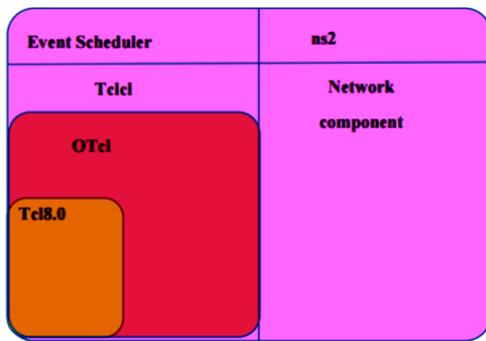 Event Scheduler
ns2
Tclcl
Network
component
OTcl
Tcl8.0